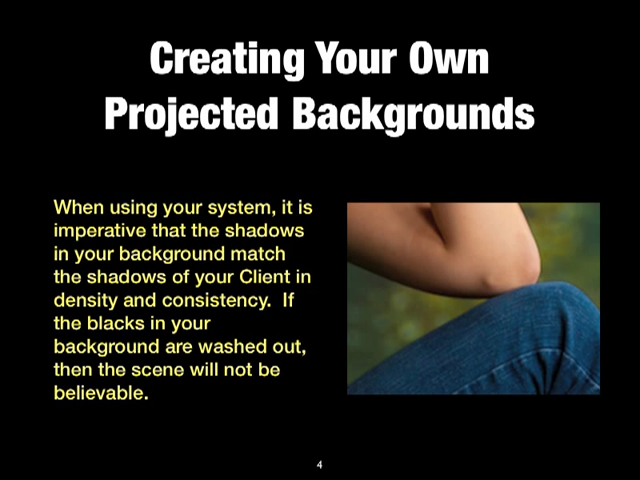 Creating Your Own
Projected Backgrounds
When using your system, it is
imperative that the shadows
in your background match
the shadows of your Client in
density and consistency.  If
the blacks in your
background are washed out,
then the scene will not be
believable.
4